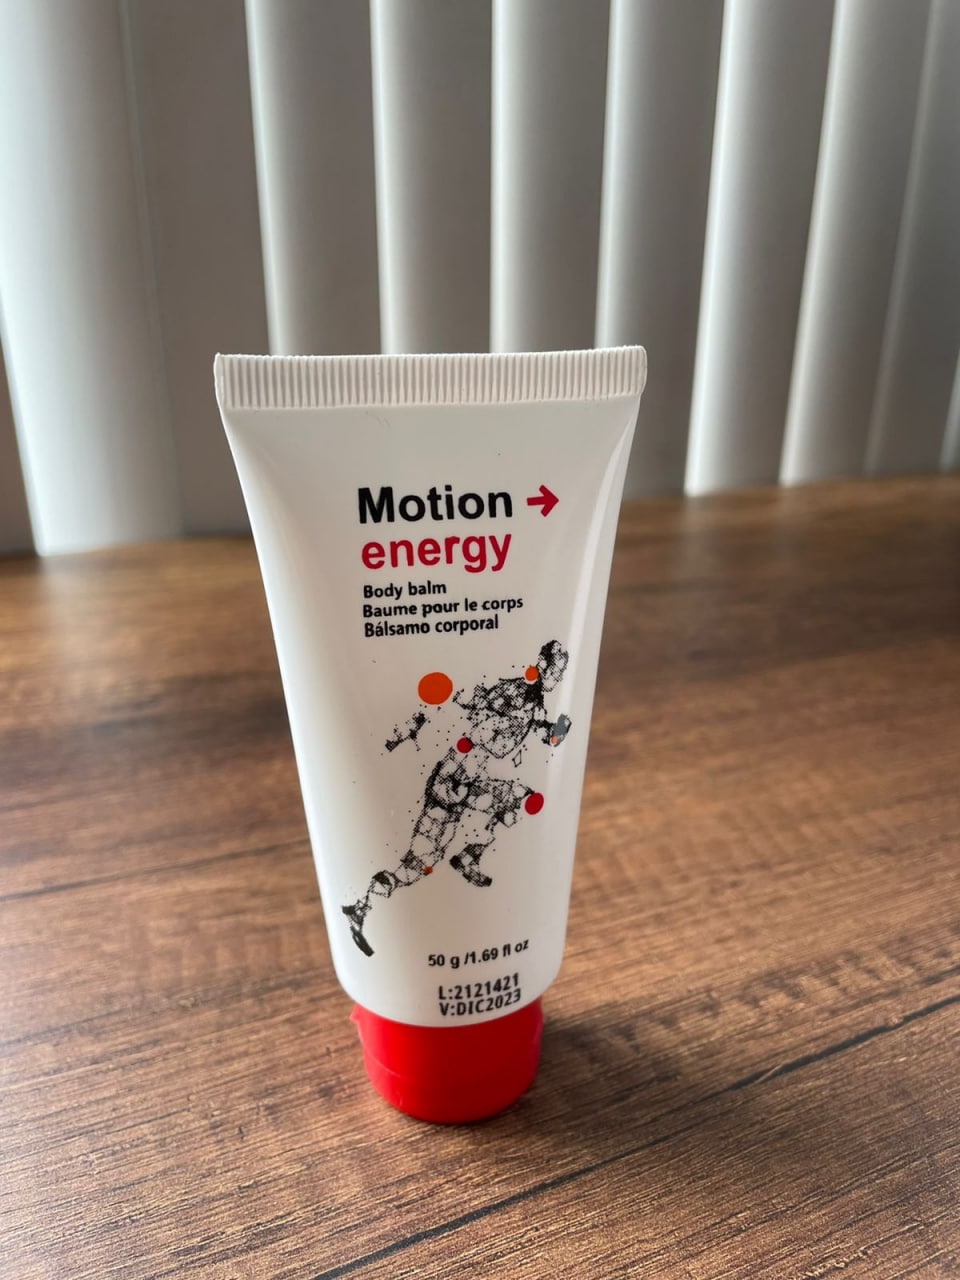 Motion →
energy
Body balm
Baume pour le corps
Bálsamo corporal
50 g /1.69 fl oz
L:2121421
V:DIC2023